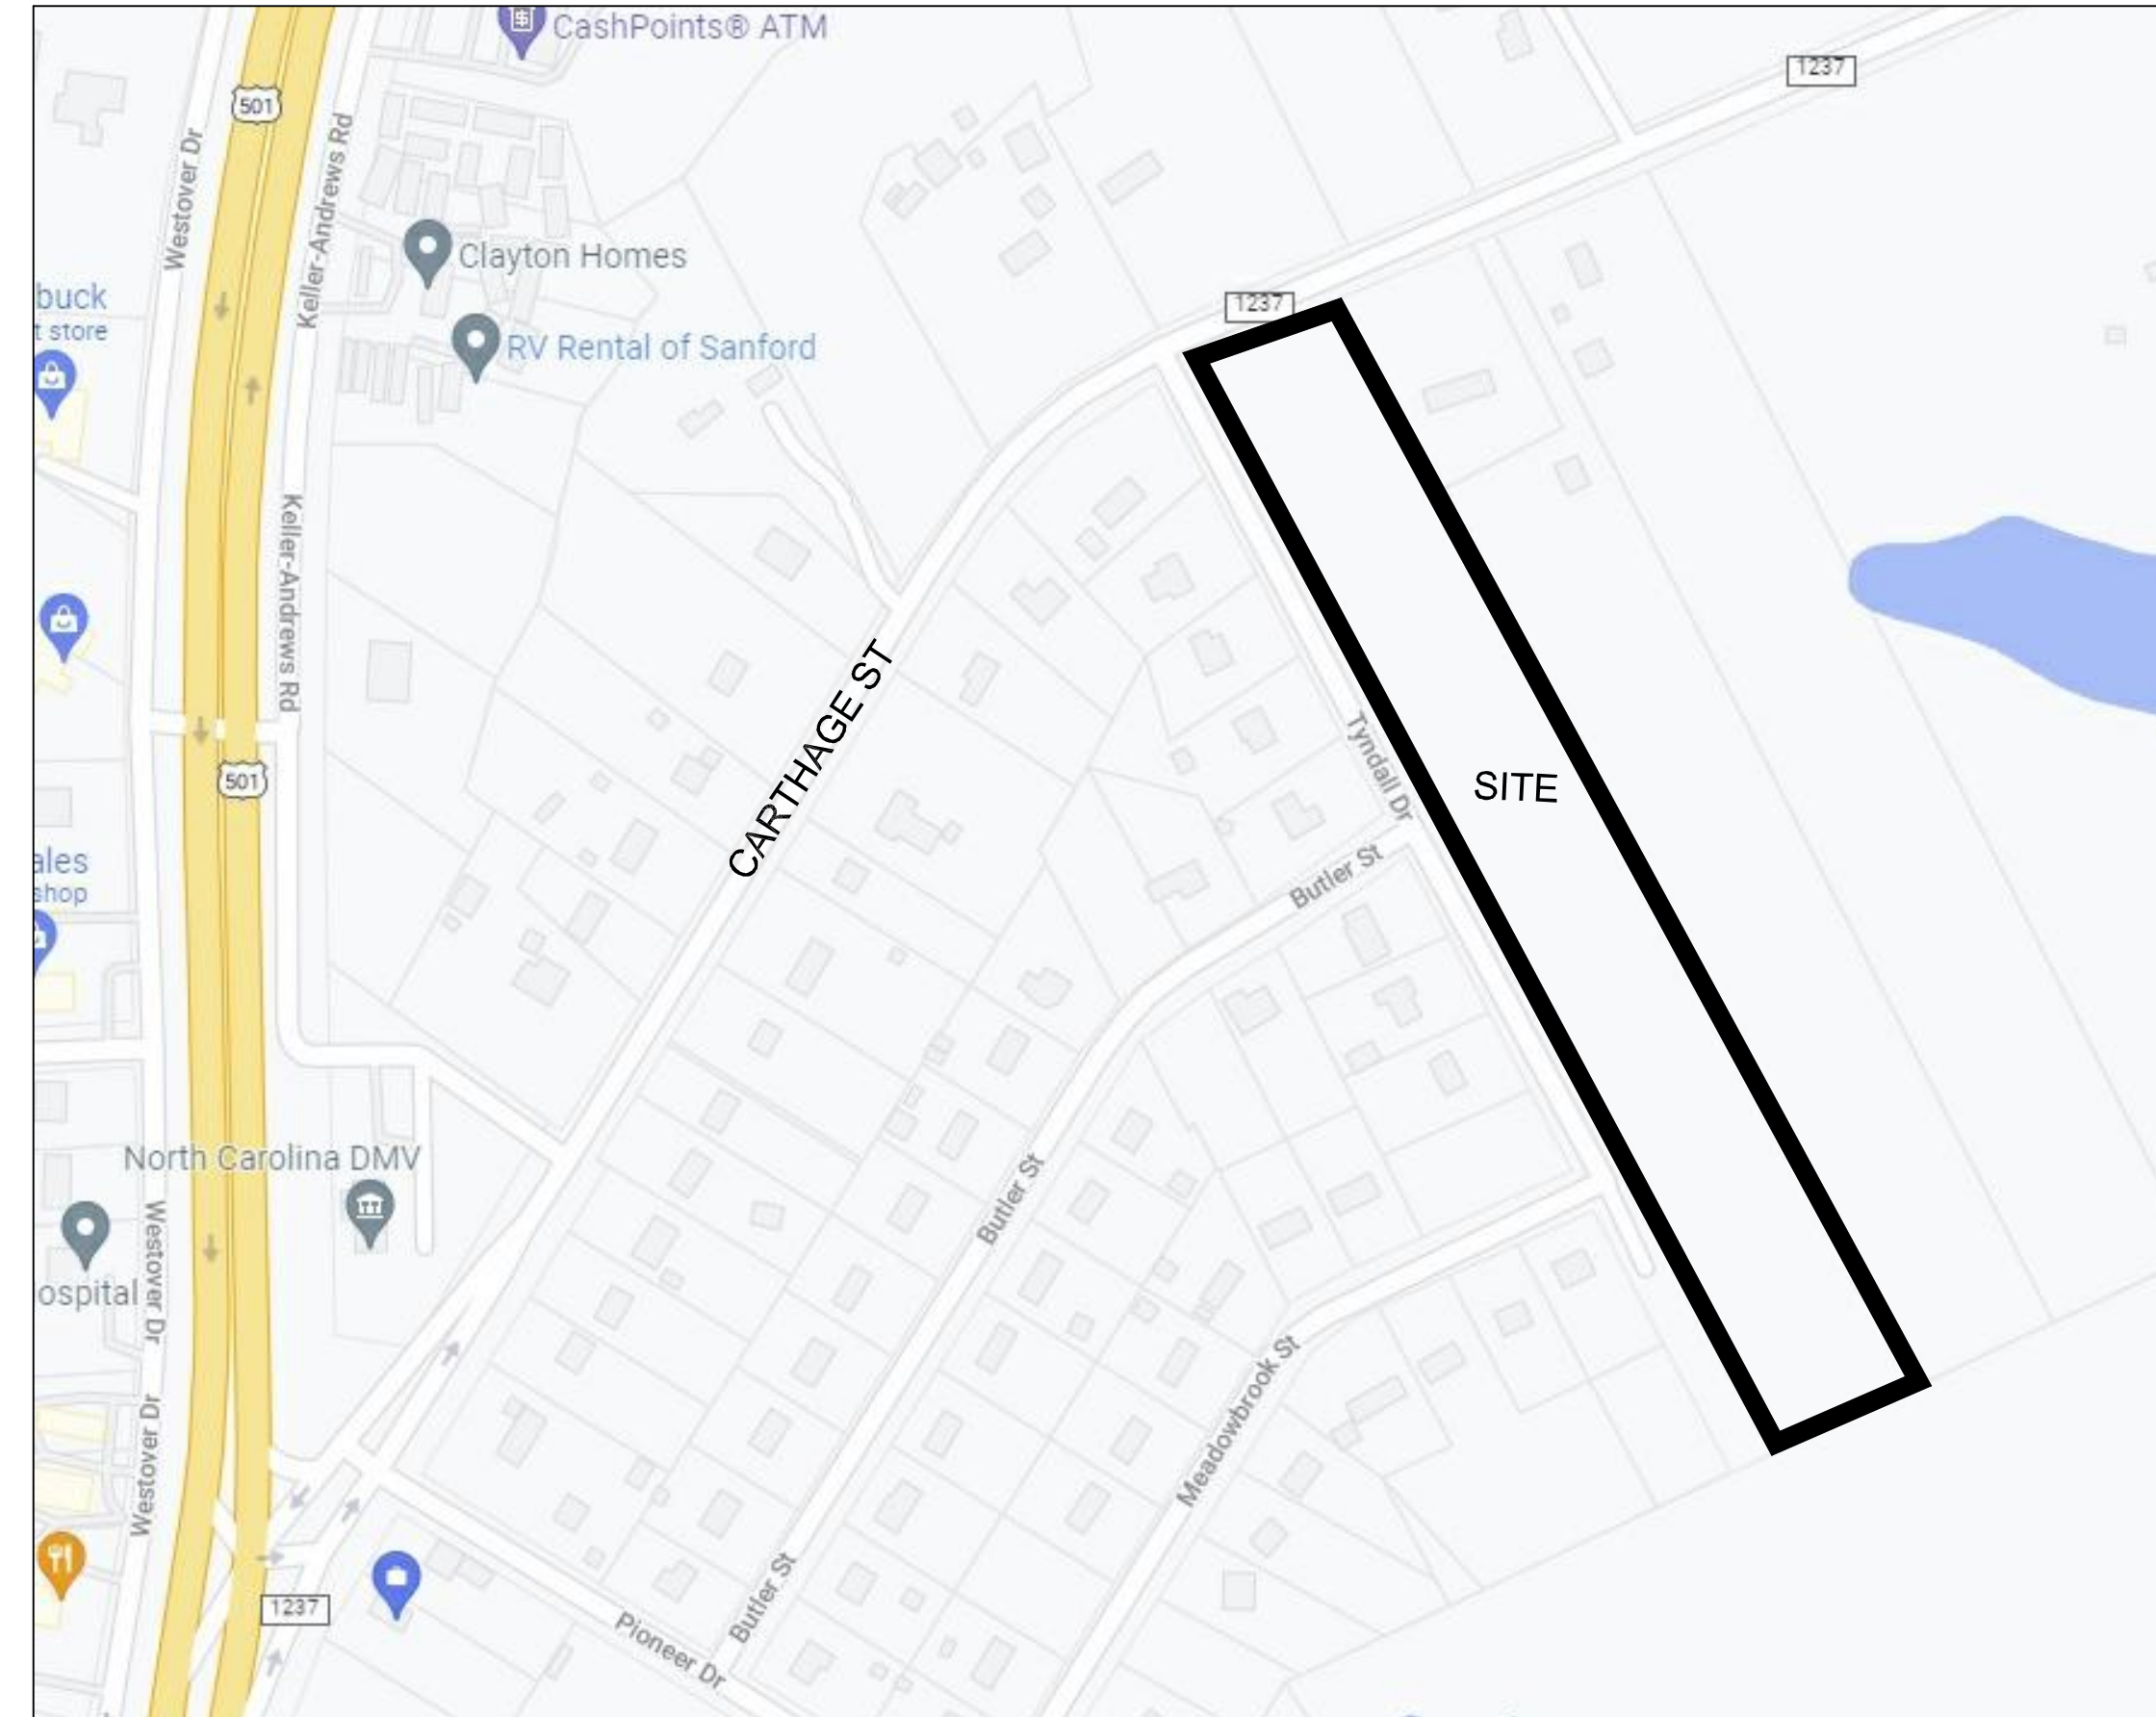 CashPoints® ATM
1237
501
Westover Dr
Keller-Andrews Rd
Clayton Homes
buck
t store
1237
RV Rental of Sanford
Keller-Andrews Rd
CARTHAGE ST
Tyndall Dr
SITE
501
ales
shop
Butler St
North Carolina DMV
Butler St
Westover Dr
ospital
Meadowbrook St
Westover Dr
1237
Butler St
Pioneer Dr